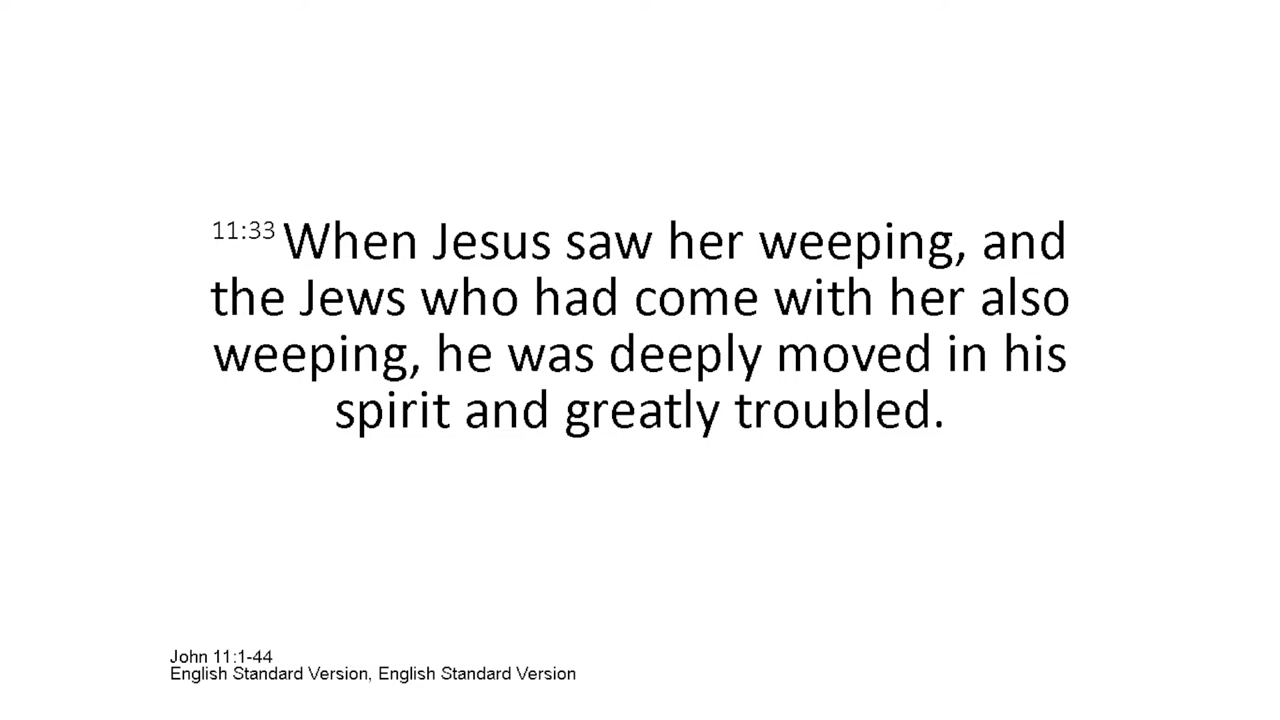 11:33 When Jesus saw her weeping, and
the Jews who had come with her also
weeping, he was deeply moved in his
spirit and greatly troubled.
John 11:1-44
English Standard Version, English Standard Version